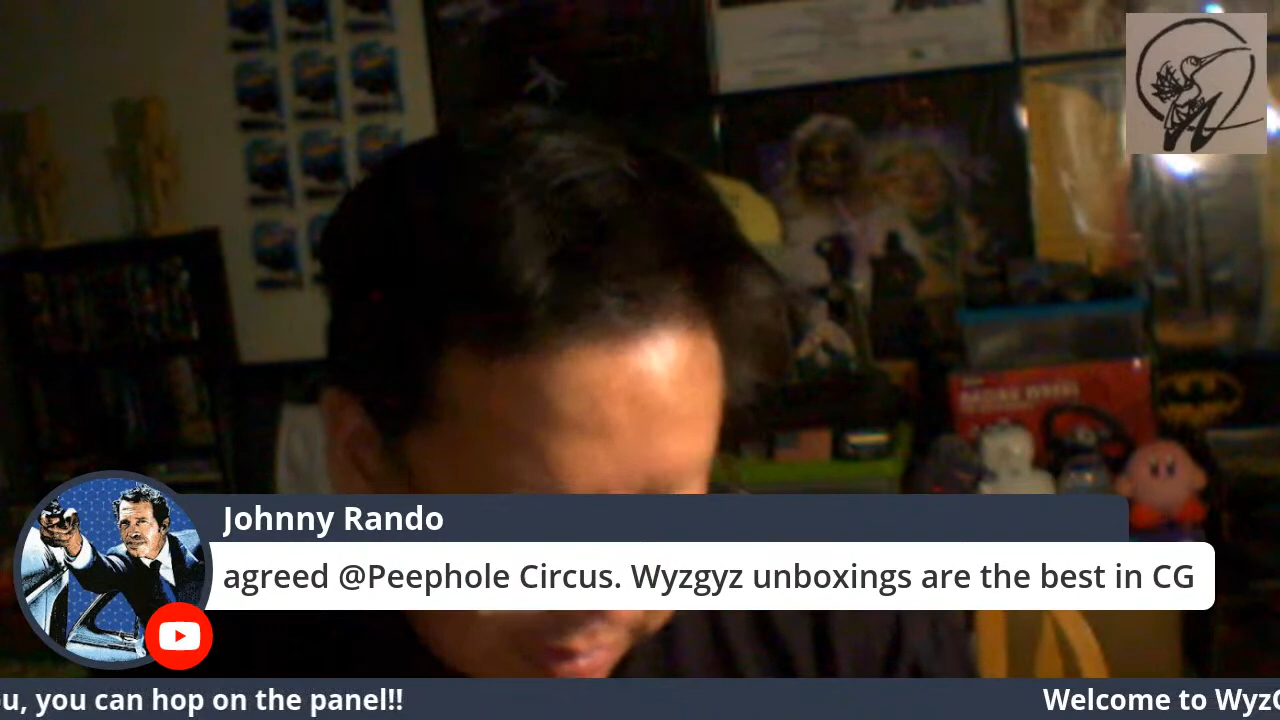 Johnny Rando
agreed @Peephole Circus. Wyzgyz unboxings are the best in CG
u, you can hop on the panel!!
Welcome to Wyz